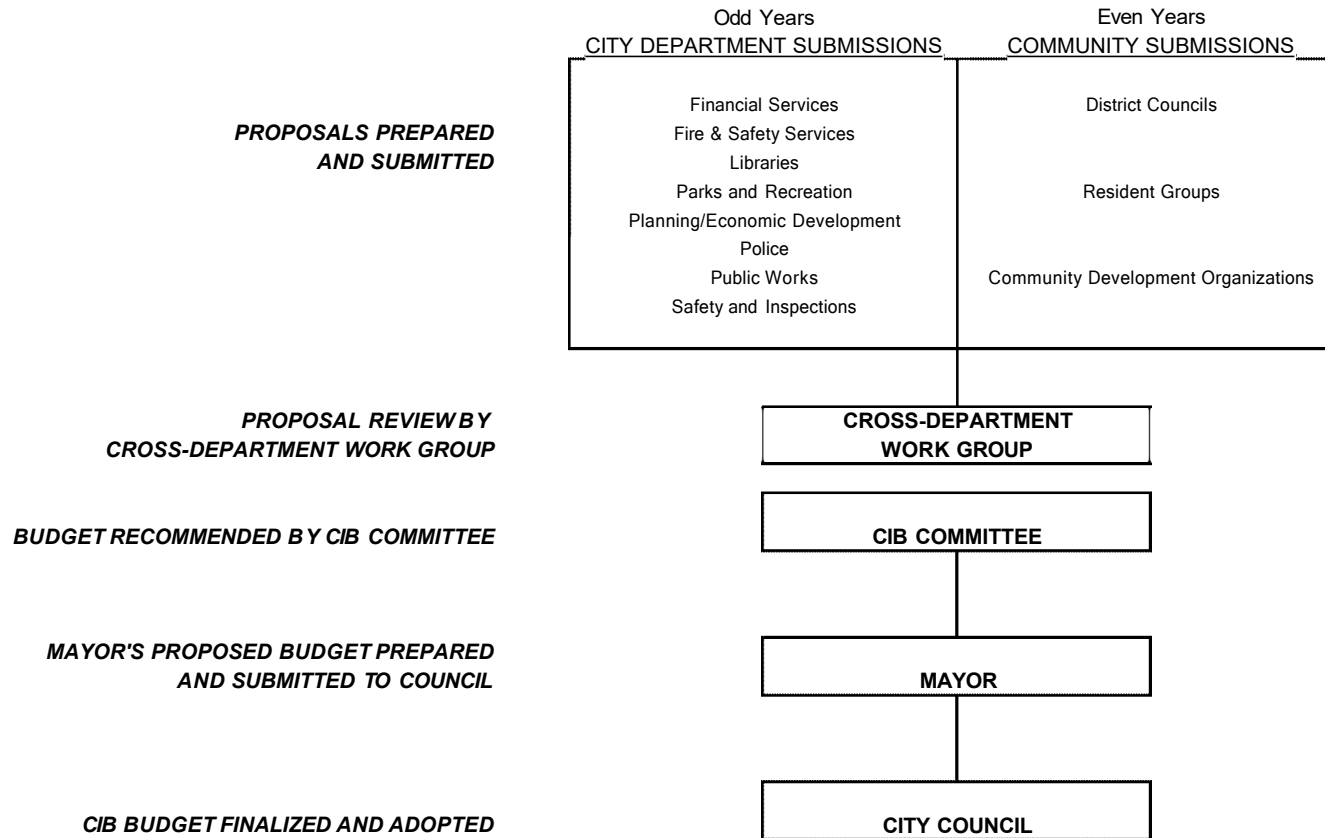 Odd Years
Even Years
CITY DEPARTMENT SUBMISSIONS
COMMUNITY SUBMISSIONS
PROPOSALS PREPARED
AND SUBMITTED
Financial Services
Fire & Safety Services
Libraries
Parks and Recreation
Planning/Economic Development
Police
Public Works
Safety and Inspections
District Councils
Resident Groups
Community Development Organizations
PROPOSAL REVIEW BY
CROSS-DEPARTMENT WORK GROUP
CROSS-DEPARTMENT
WORK GROUP
BUDGET RECOMMENDED BY CIB COMMITTEE
CIB COMMITTEE
MAYOR'S PROPOSED BUDGET PREPARED
AND SUBMITTED TO COUNCIL
MAYOR
CIB BUDGET FINALIZED AND ADOPTED
CITY COUNCIL